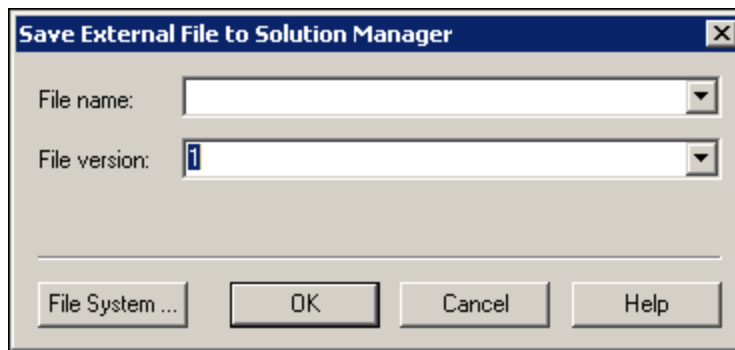 Save External File to Solution Manager
File name:
File version: 1
File System ... OK Cancel Help